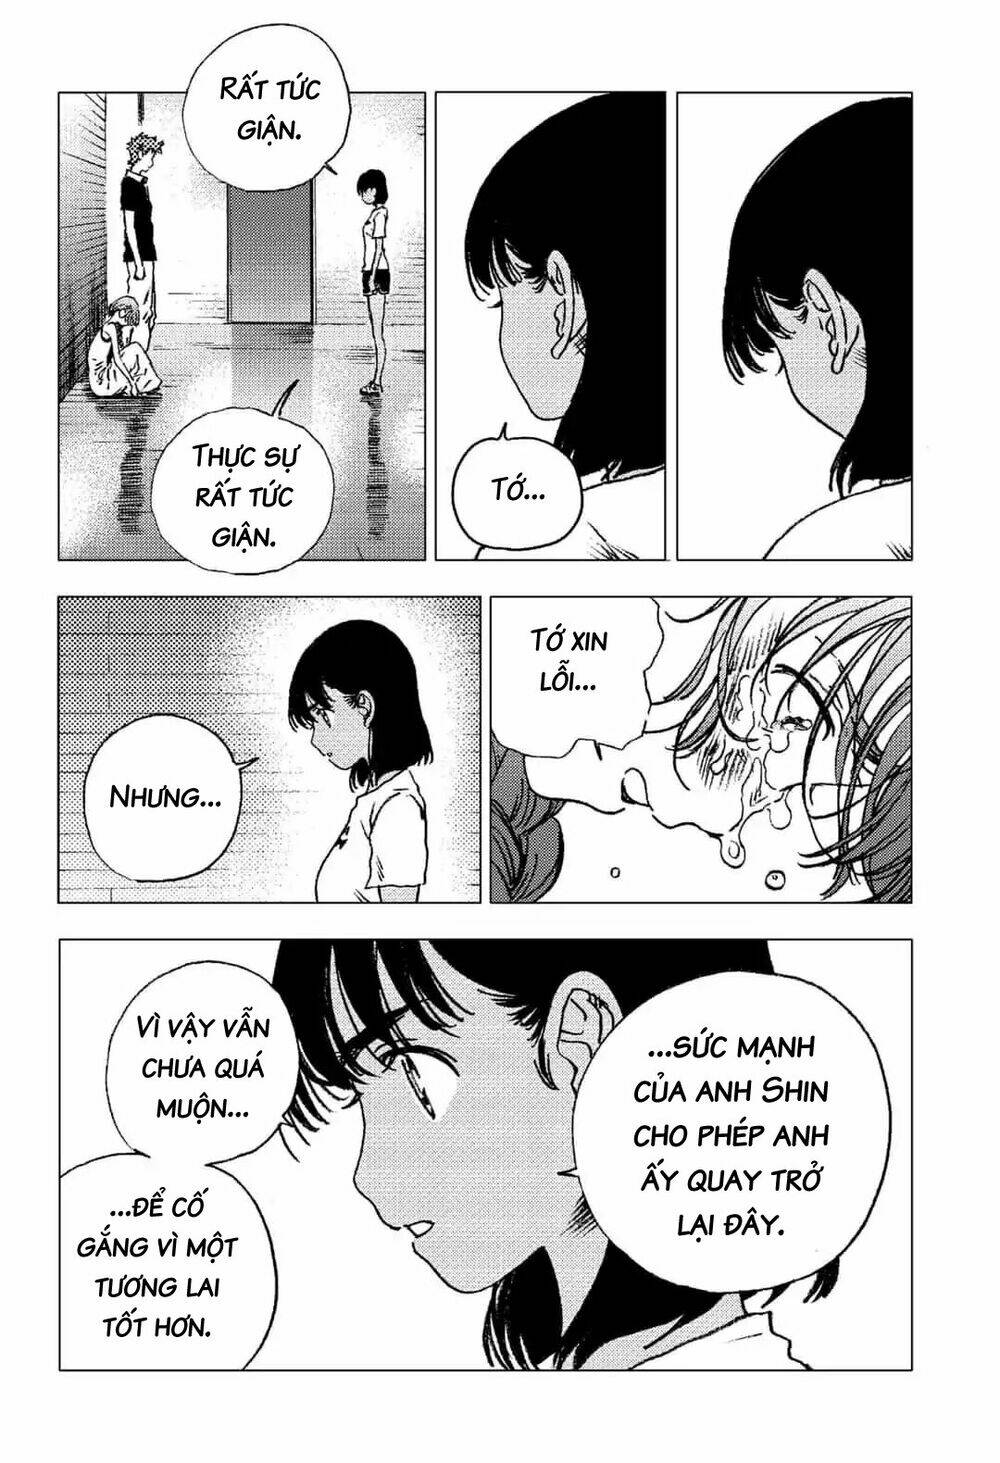 RẤT TỨC
GIẬN.
THỰC SỰ
RẤT TỨC
GIẬN.
TỚ...
TỚ XIN
LỖI...
NHƯNG...
...SỨC MẠNH
CỦA ANH SHIN
CHO PHÉP ANH
ẤY QUAY TRỞ
LẠI ĐÂY.
VÌ VẬY VẪN
CHƯA QUÁ
MUỘN...
...ĐỂ CỐ
GẮNG VÌ MỘT
TƯƠNG LAI
TỐT HƠN.